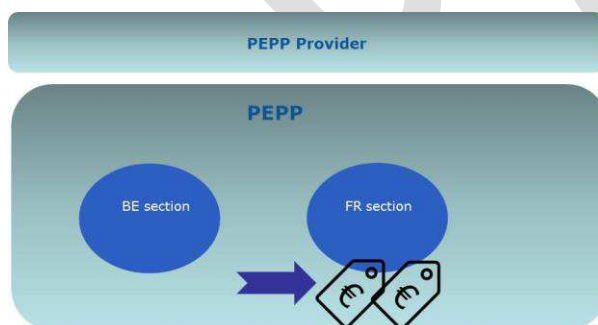 PEPP Provider
PEPP
BE section
FR section
€ €